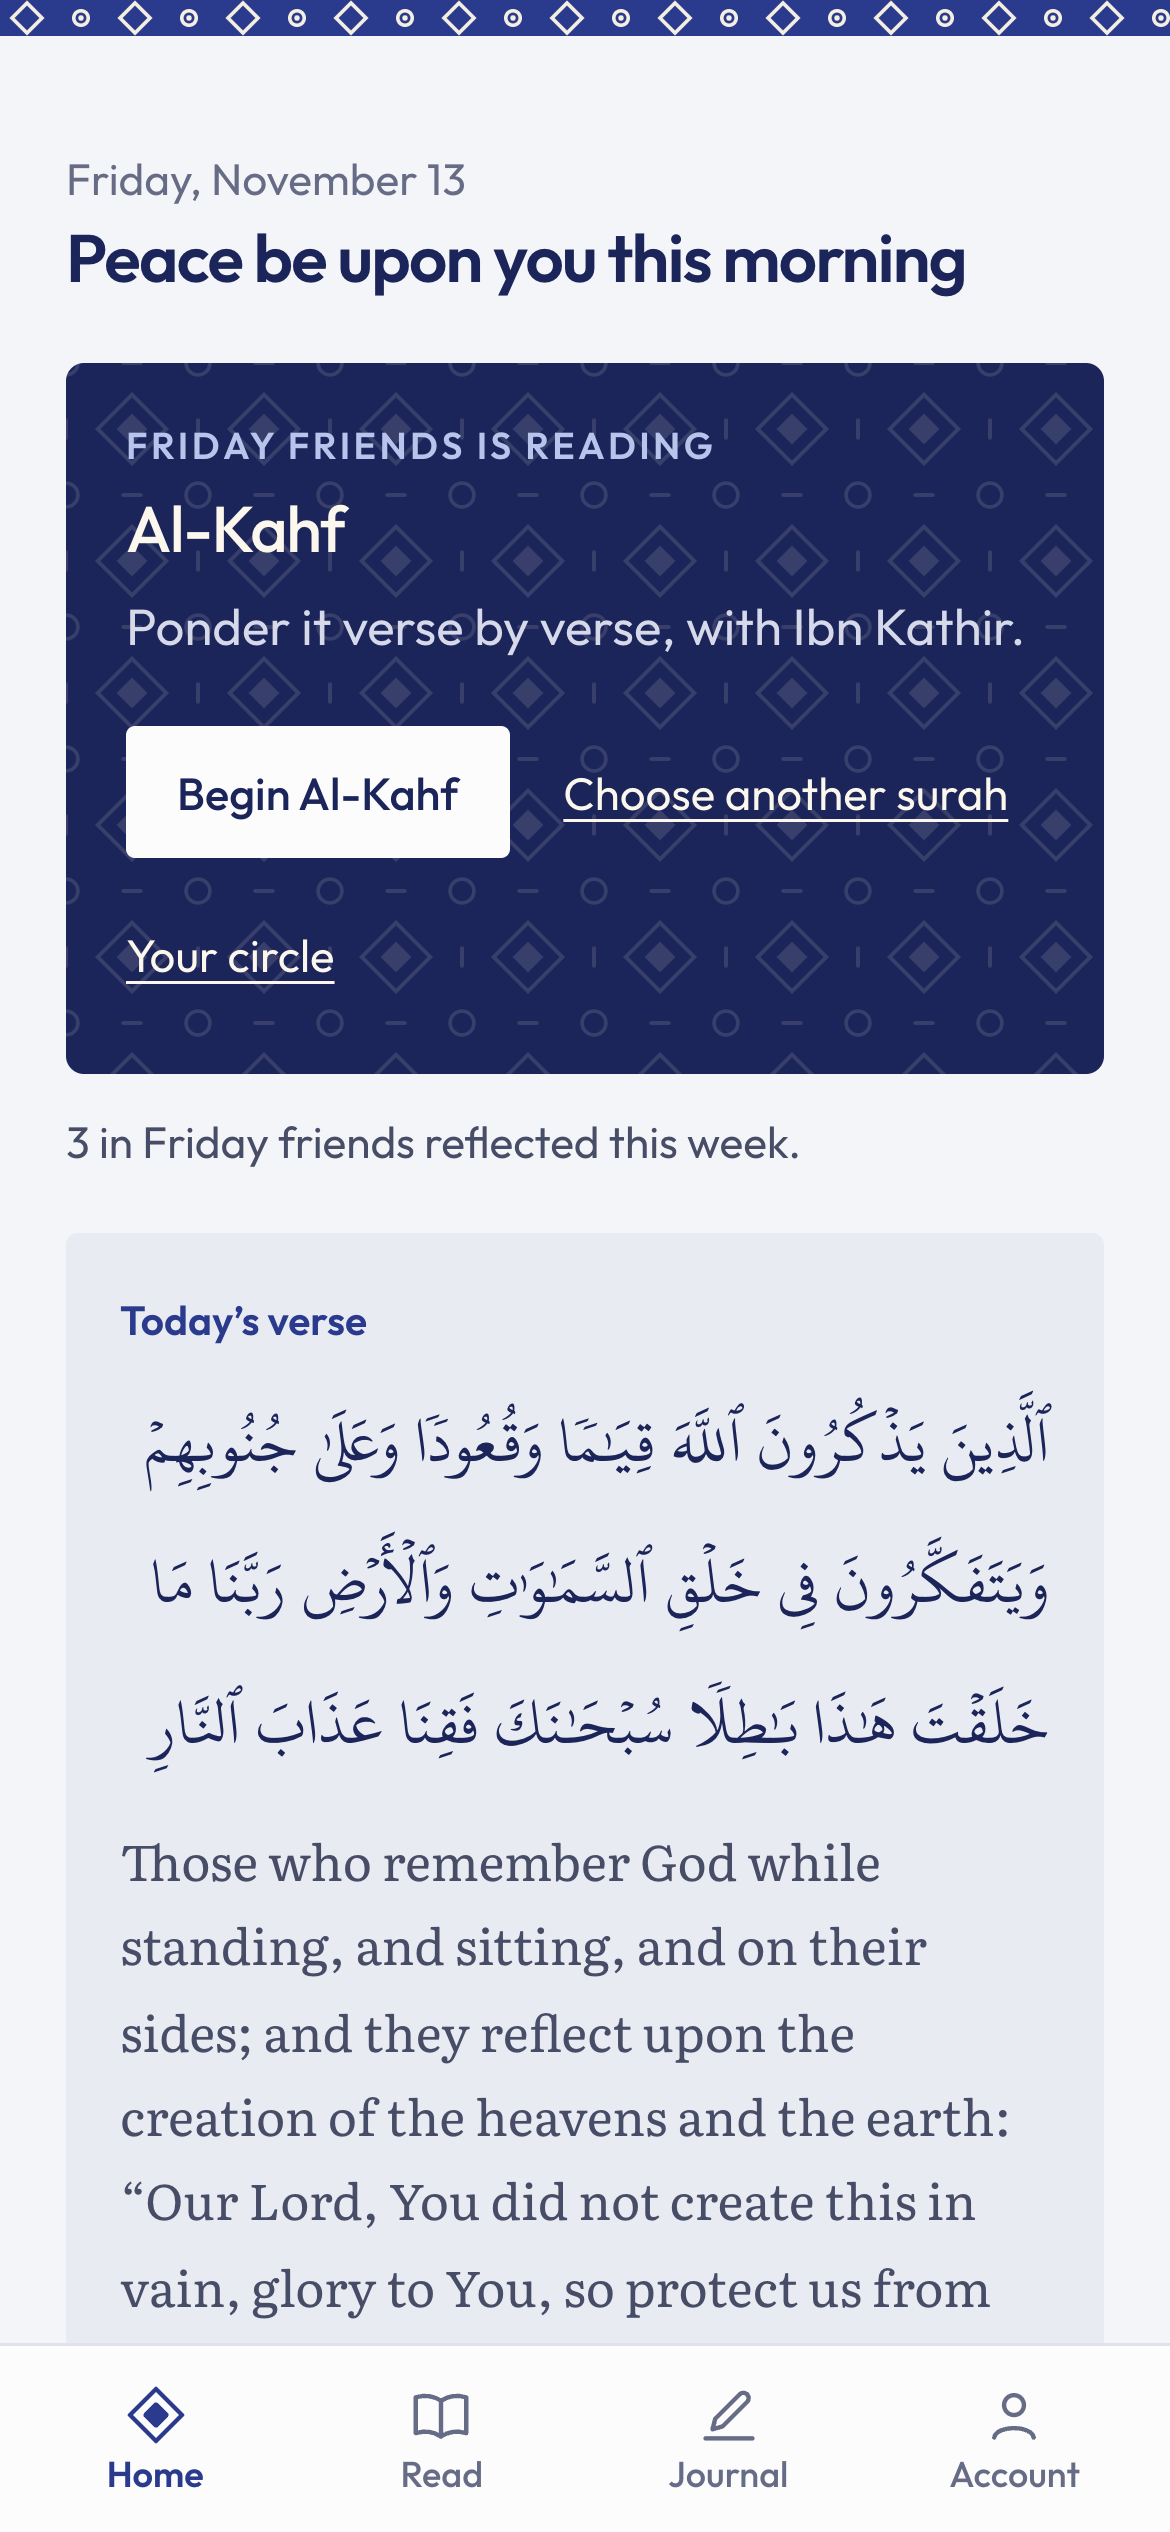 Friday, November 13
Peace be upon you this morning
FRIDAY FRIENDS IS READING
Al-Kahf
Ponder it verse by verse, with Ibn Kathir.
Begin Al-Kahf
Choose another surah
Your circle
3 in Friday friends reflected this week.
Today’s verse
ٱلَّذِينَ يَذۡكُرُونَ ٱللَّهَ قِيَٰمٗا وَقُعُودٗا وَعَلَىٰ جُنُوبِهِمۡ
وَيَتَفَكَّرُونَ فِي خَلۡقِ ٱلسَّمَٰوَٰتِ وَٱلۡأَرۡضِ رَبَّنَا مَا
خَلَقۡتَ هَٰذَا بَٰطِلٗا سُبۡحَٰنَكَ فَقِنَا عَذَابَ ٱلنَّارِ
Those who remember God while
standing, and sitting, and on their
sides; and they reflect upon the
creation of the heavens and the earth:
“Our Lord, You did not create this in
vain, glory to You, so protect us from
Home
Read
Journal
Account